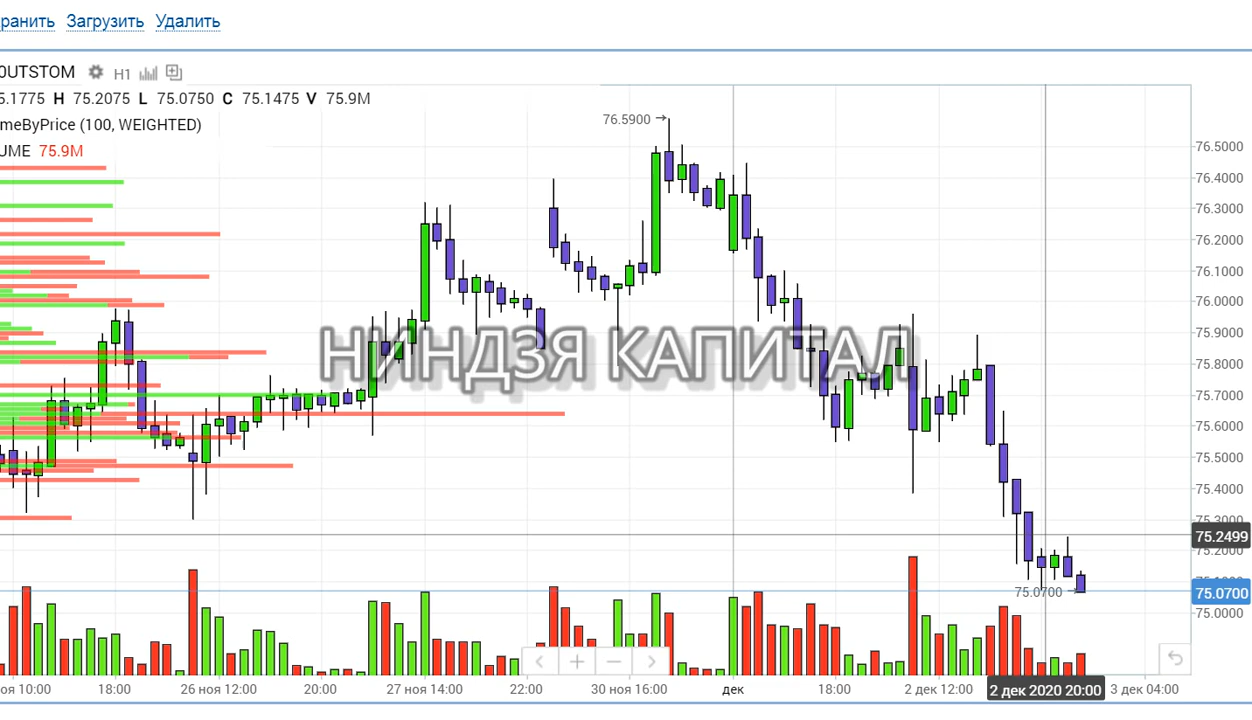 ранить Загрузить Удалить
0UTSTOM H1
5.1775 H 75.2075 L 75.0750 C 75.1475 V 75.9M
meByPrice (100, WEIGHTED)
UME 75.9M
76.5900
76.5000
76.4000
76.3000
76.2000
76.1000
76.0000
75.9000
НИНДЗЯ КАПИТАЛ
75.8000
75.7000
75.6000
75.5000
75.4000
75.3000
75.2499
75.2000
75.0700
75.0700
75.0000
оя 10:00 18:00 26 ноя 12:00 20:00 27 ноя 14:00 22:00 30 ноя 16:00 дек 18:00 2 дек 12:00 2 дек 2020 20:00 3 дек 04:00